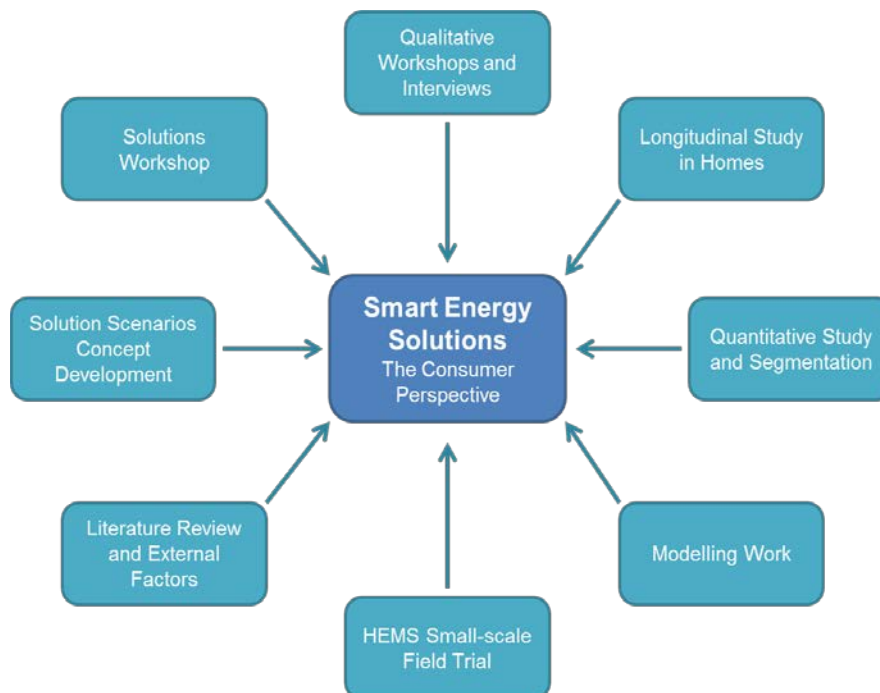 Qualitative
Workshops and
Interviews
Solutions
Workshop
Longitudinal Study
in Homes
Smart Energy
Solutions
The Consumer
Perspective
Solution Scenarios
Concept
Development
Quantitative Study
and Segmentation
Literature Review
and External
Factors
Modelling Work
HEMS Small-scale
Field Trial